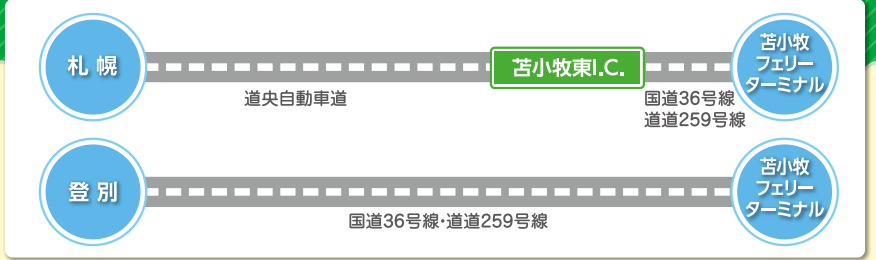 札幌
苫小牧東I.C.
苫小牧
フェリー
ターミナル
道央自動車道
国道36号線
道道259号線
登別
苫小牧
フェリー
ターミナル
国道36号線・道道259号線